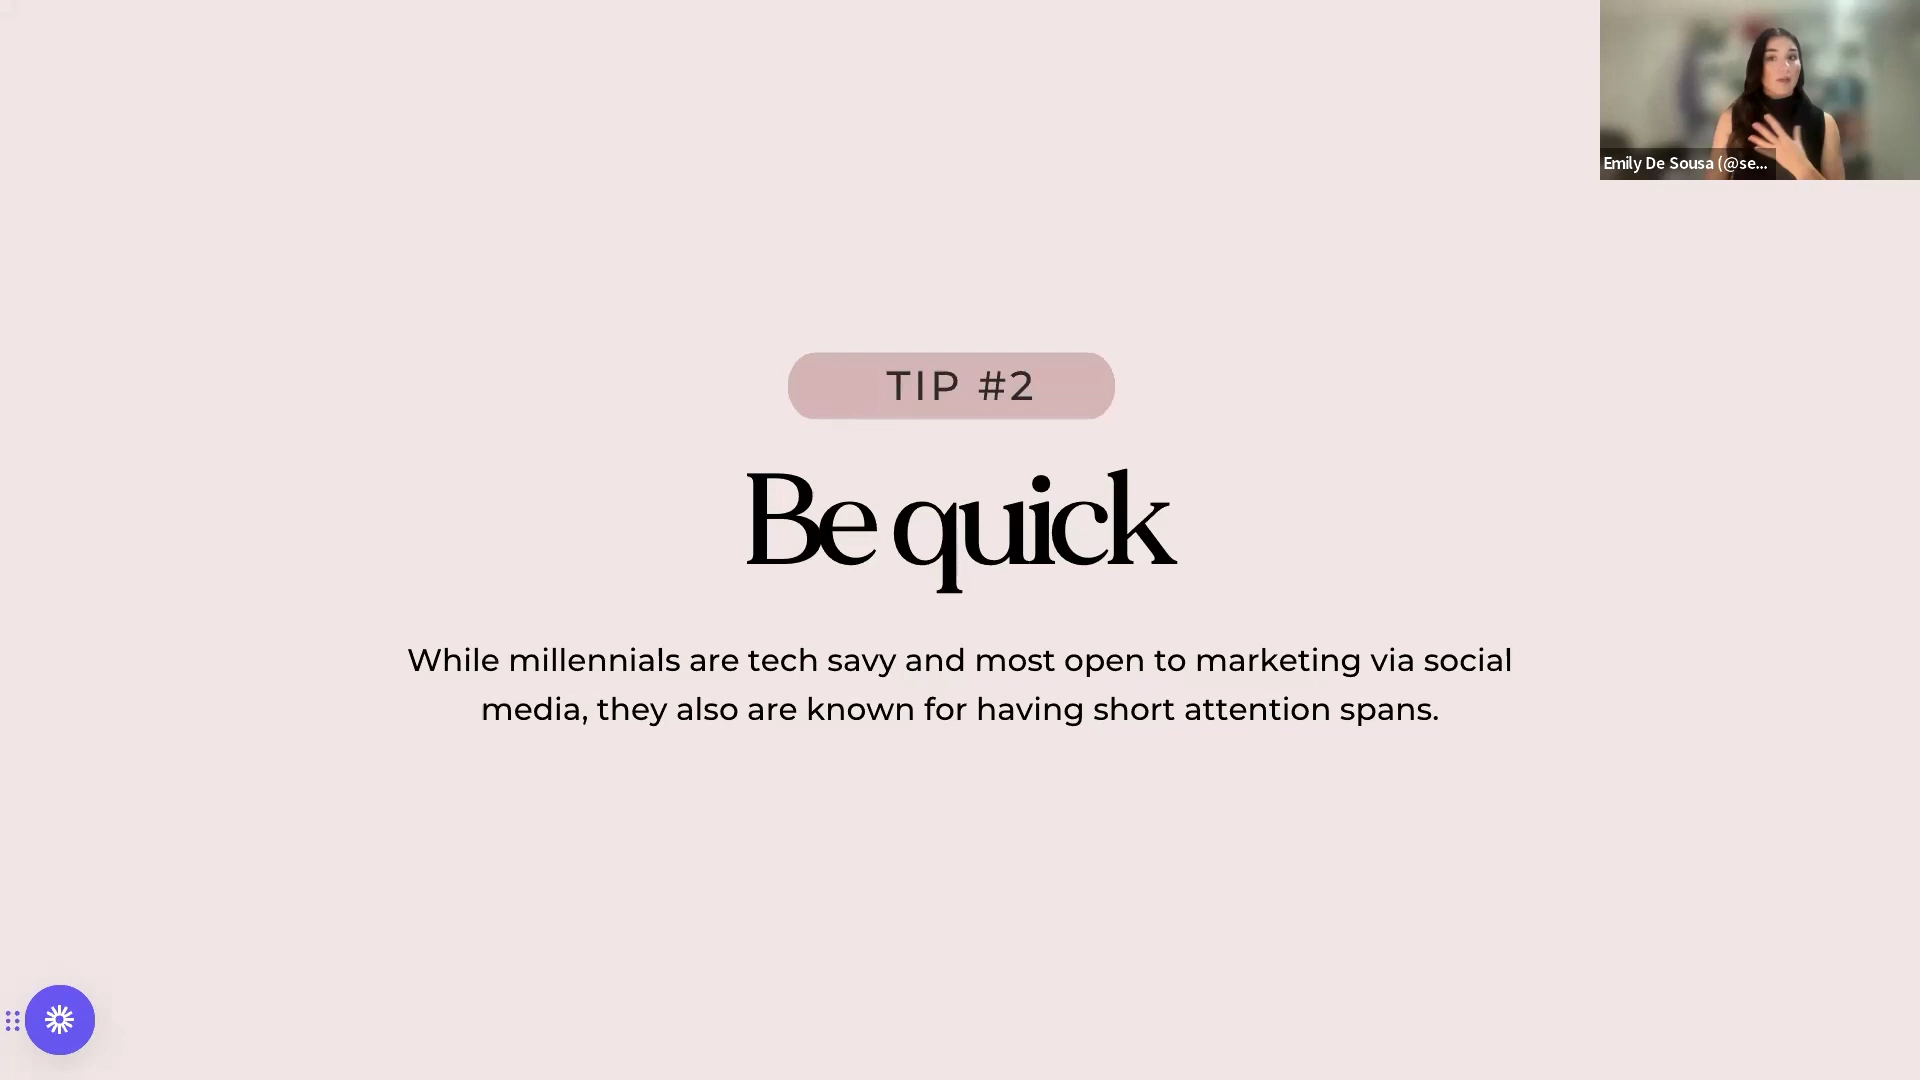 Emily De Sousa (@se...
TIP #2
Be quick
While millennials are tech savy and most open to marketing via social
media, they also are known for having short attention spans.